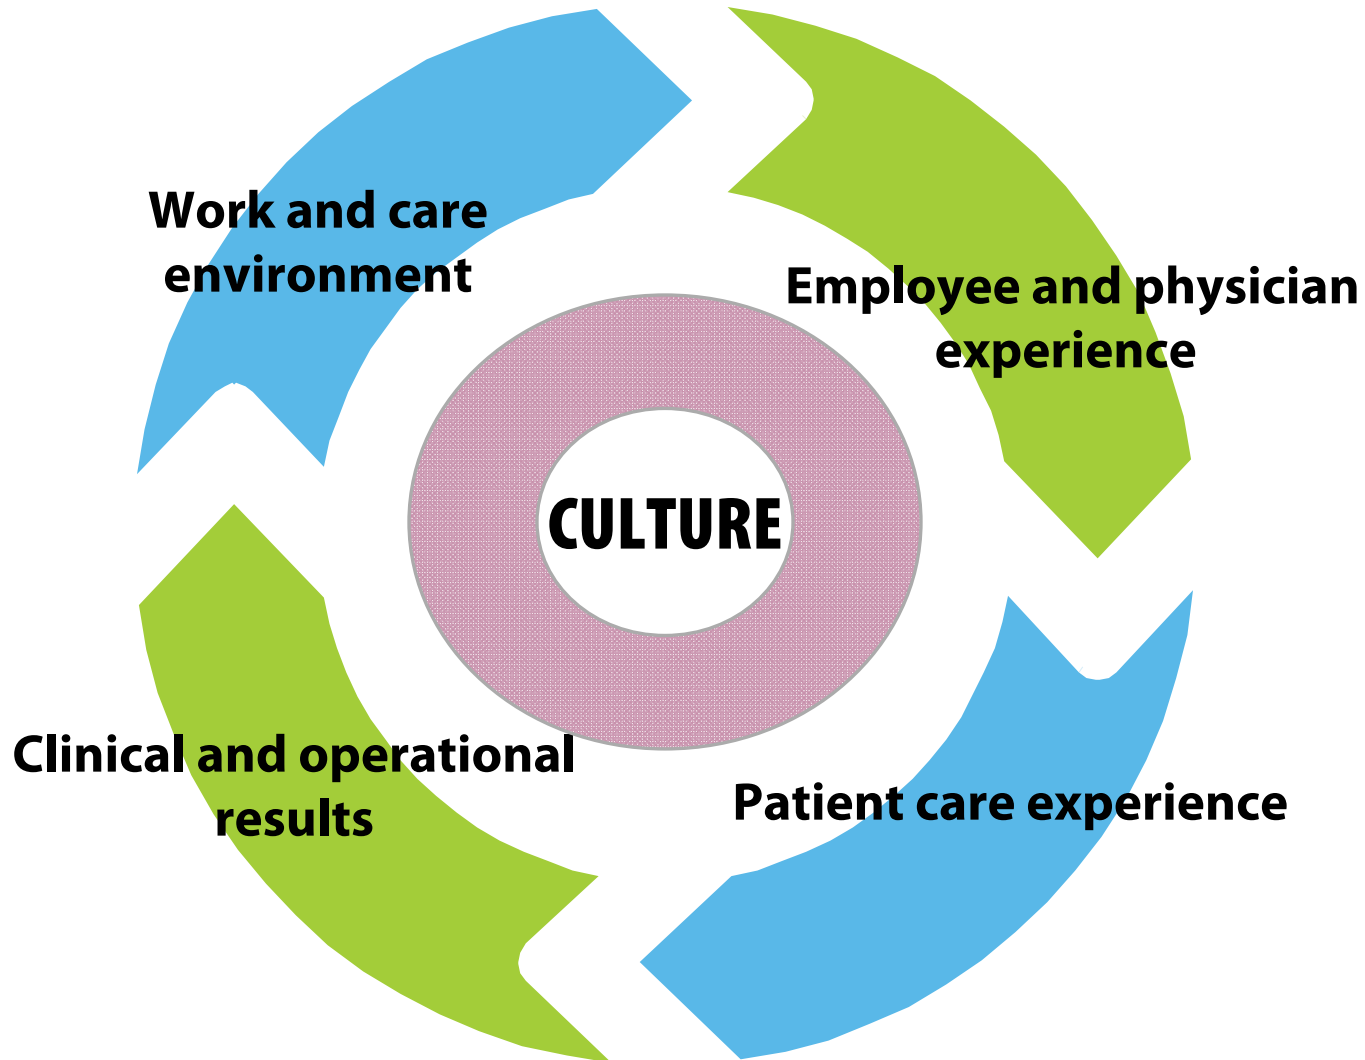 Work and care
environment
Employee and physician
experience
CULTURE
Clinical and operational
results
Patient care experience